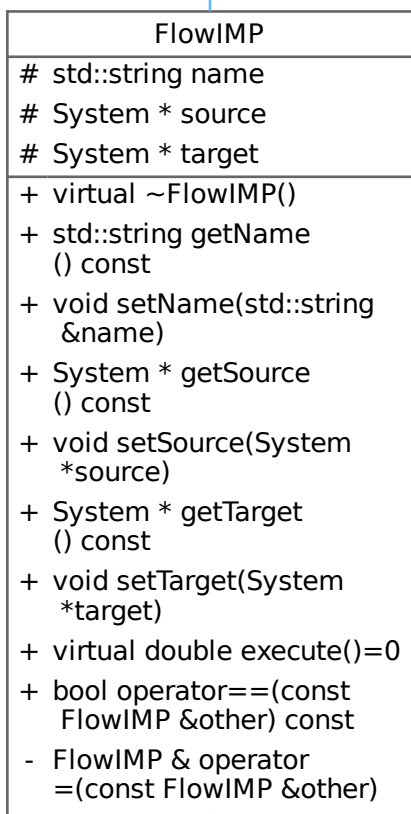 FlowIMP
# std::string name
# System * source
# System * target
+ virtual ~FlowIMP()
+ std::string getName
() const
+ void setName(std::string
&name)
+ System * getSource
() const
+ void setSource(System
*source)
+ System * getTarget
() const
+ void setTarget(System
*target)
+ virtual double execute()=0
+ bool operator==(const
FlowIMP &other) const
- FlowIMP & operator
=(const FlowIMP &other)